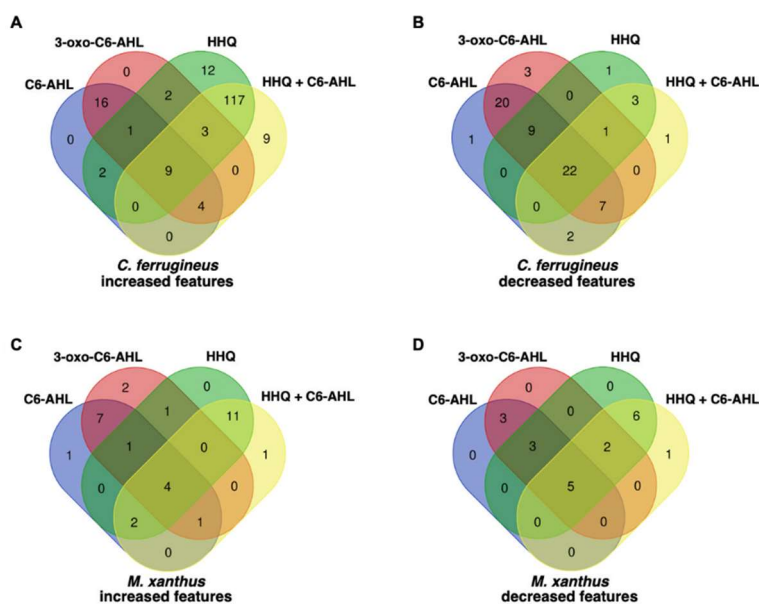 A
3-oxo-C6-AHL
HHQ
C6-AHL
HHQ + C6-AHL
0
12
16
2
117
0
1
3
9
2
9
0
0
4
0
C. ferrugineus
increased features
B
3-oxo-C6-AHL
HHQ
C6-AHL
HHQ + C6-AHL
3
1
20
0
3
1
9
1
1
0
22
0
0
7
2
C. ferrugineus
decreased features
C
3-oxo-C6-AHL
HHQ
C6-AHL
HHQ + C6-AHL
2
0
7
1
11
1
1
0
1
0
4
0
2
1
0
M. xanthus
increased features
D
3-oxo-C6-AHL
HHQ
C6-AHL
HHQ + C6-AHL
0
0
3
0
6
0
3
2
1
0
5
0
0
0
0
M. xanthus
decreased features